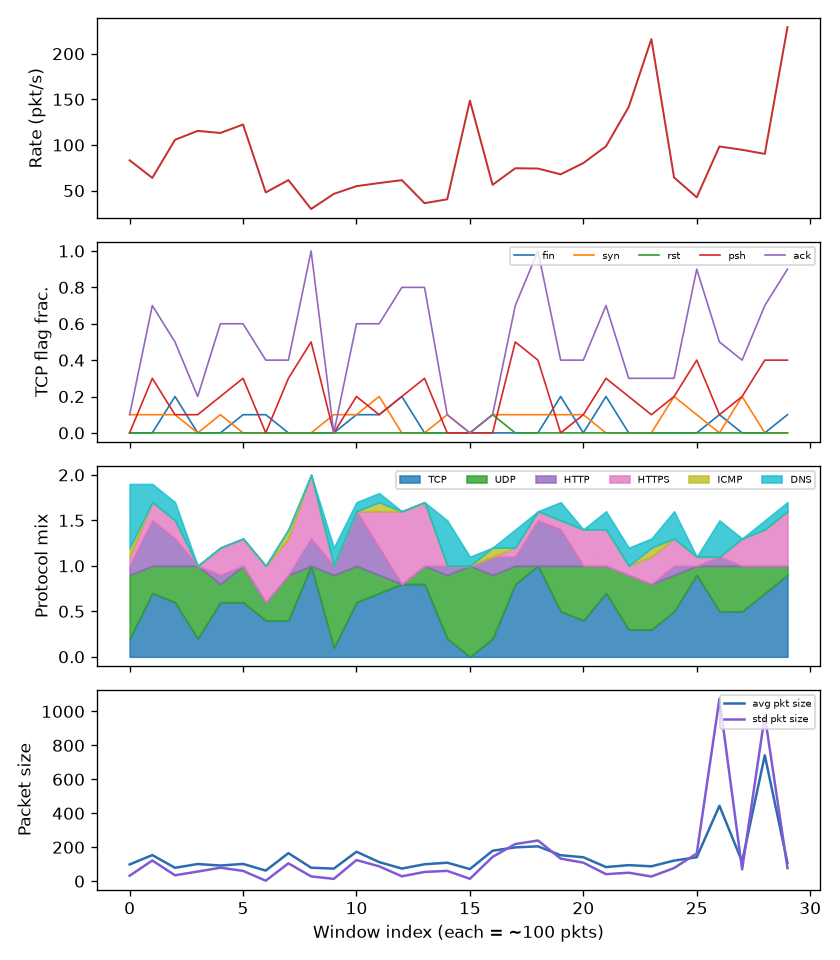 200
150
100
50
Rate (pkt/s)
1.0
0.8
0.6
0.4
0.2
0.0
TCP flag frac.
fin syn rst psh ack
2.0
1.5
1.0
0.5
0.0
Protocol mix
TCP UDP HTTP HTTPS ICMP DNS
1000
800
600
400
200
0
Packet size
avg pkt size
std pkt size
0 5 10 15 20 25 30
Window index (each = ~100 pkts)